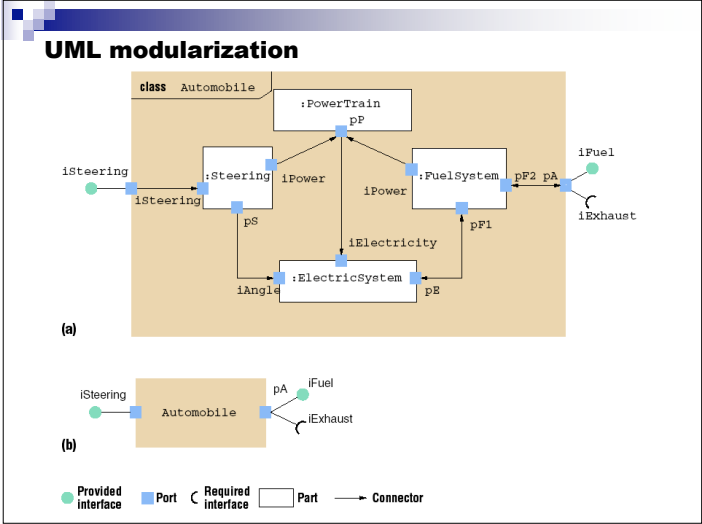 UML modularization
class Automobile
:PowerTrain
pP
iFuel
iSteering
:Steering
iPower
:FuelSystem
pF2 pA
iSteering
iPower
iExhaust
pS
pF1
iElectricity
:ElectricSystem
iAngle
pE
(a)
iSteering
pA
iFuel
Automobile
iExhaust
(b)
Provided
interface
Port
Required
interface
Part
Connector